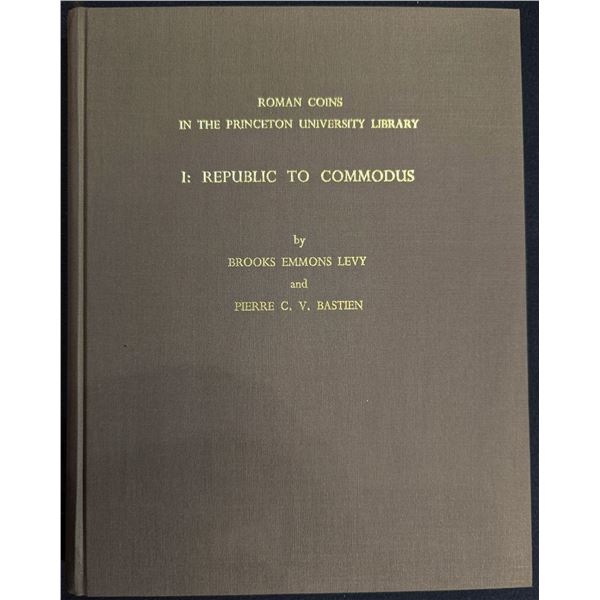 ROMAN COINS
IN THE PRINCETON UNIVERSITY LIBRARY
I: REPUBLIC TO COMMODUS
by
BROOKS EMMONS LEVY
and
PIERRE C. V. BASTIEN